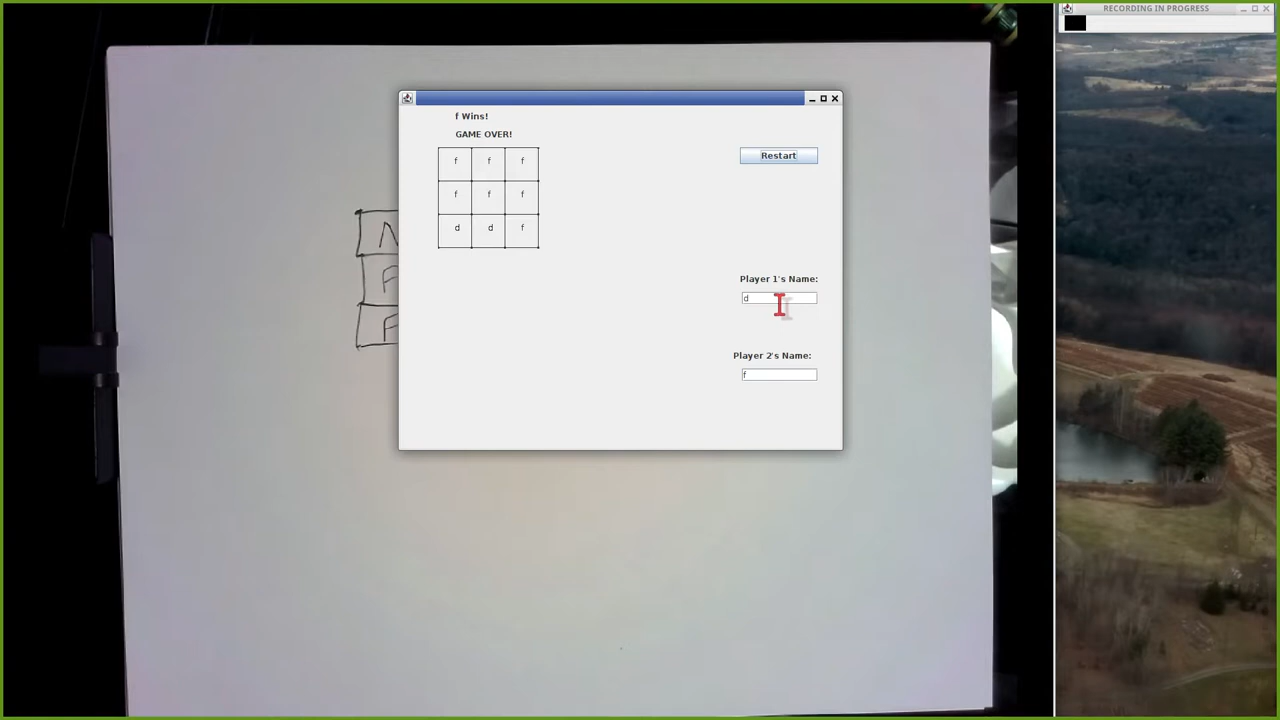 RECORDING IN PROGRESS
f Wins!
GAME OVER!
f f f
f f f
d d f
Restart
Player 1's Name:
d
Player 2's Name:
f